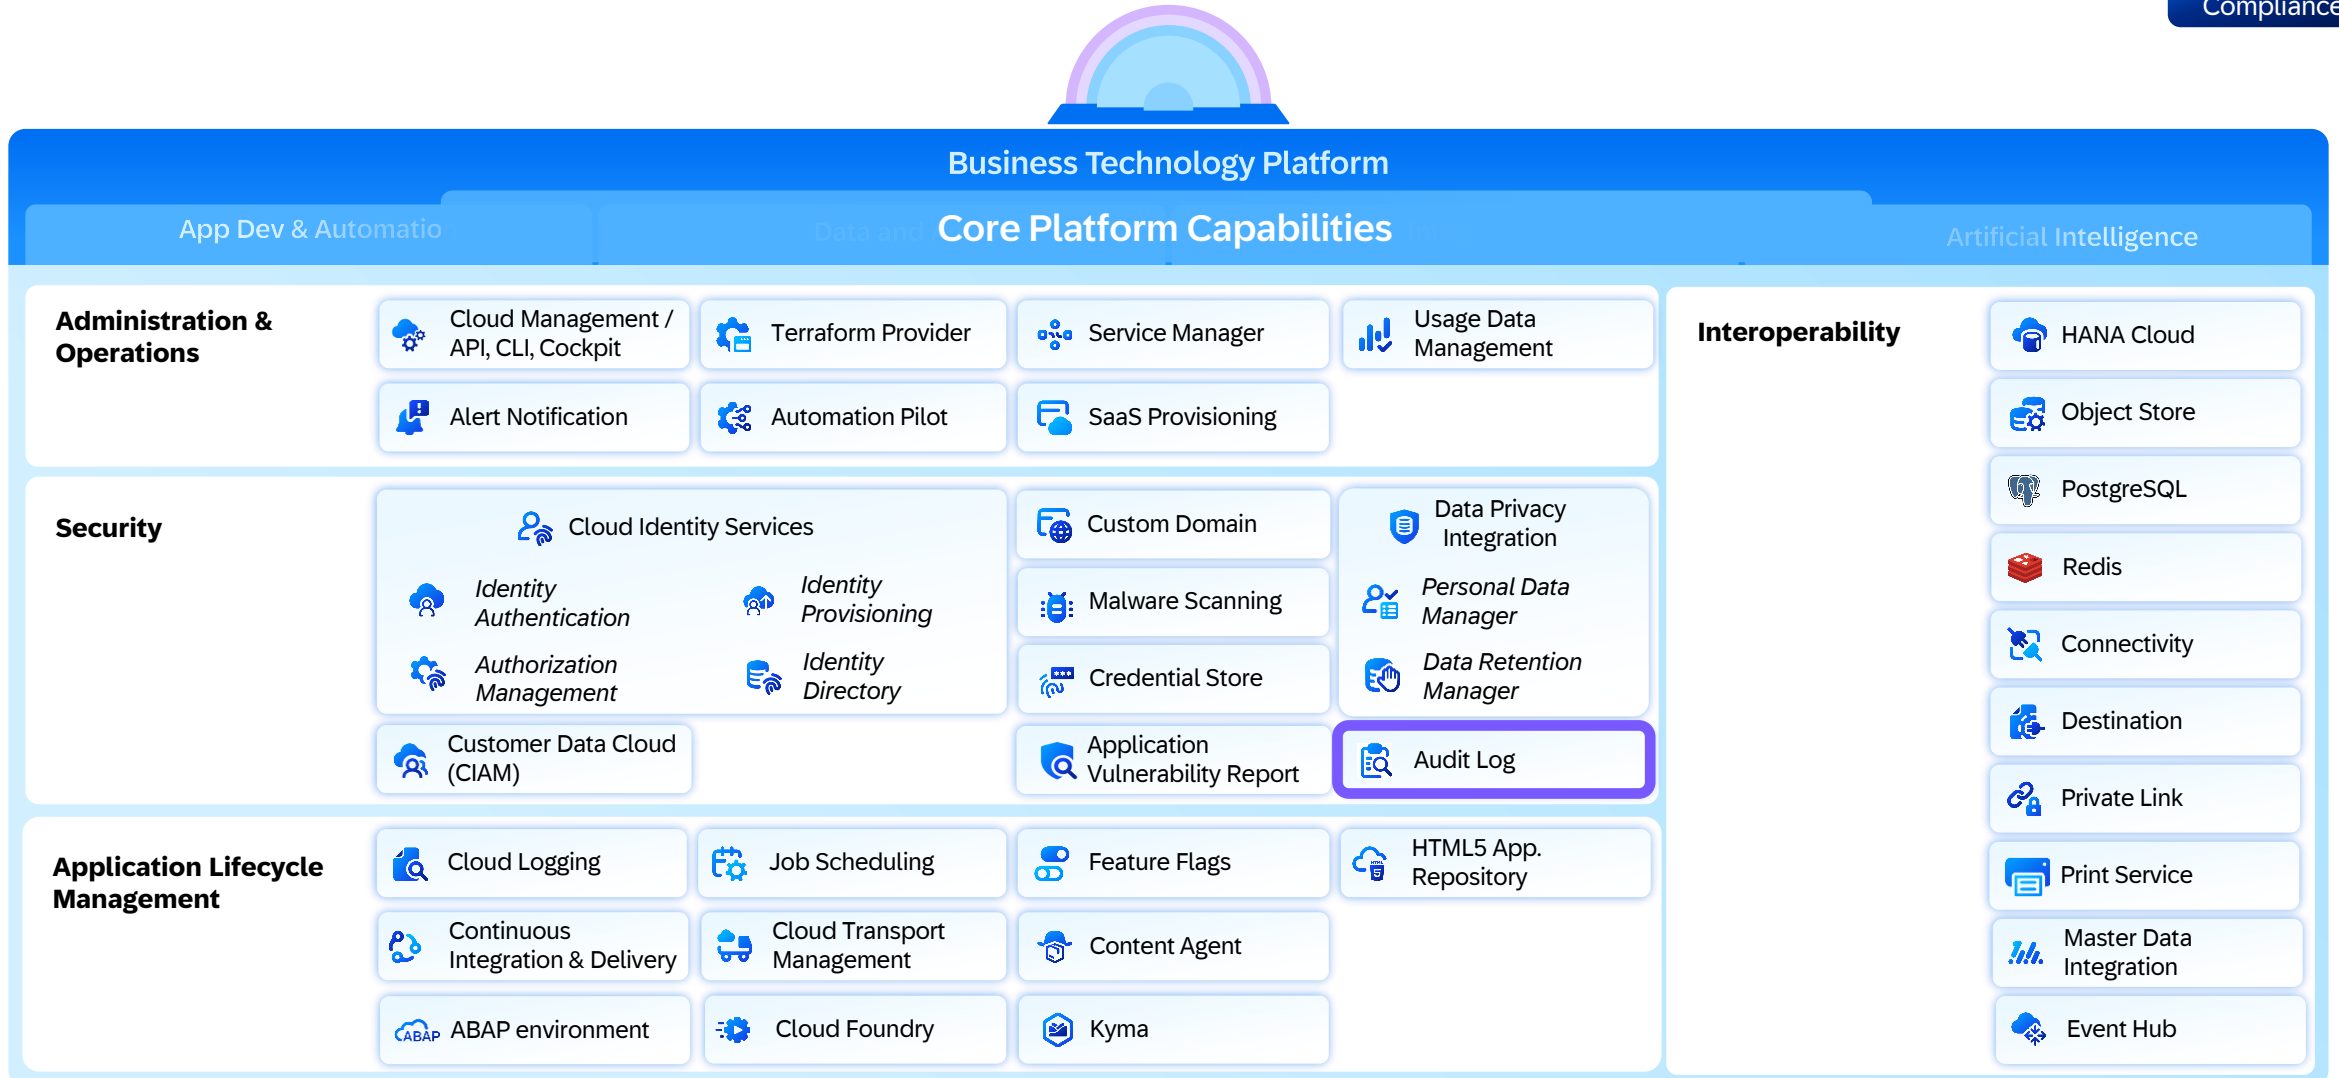 Compliance
Business Technology Platform
App Dev & Automatio
Data and
Core Platform Capabilities
Artificial Intelligence
Administration &
Operations
Cloud Management /
API, CLI, Cockpit
Terraform Provider
Service Manager
Usage Data
Management
Alert Notification
Automation Pilot
SaaS Provisioning
Security
Cloud Identity Services
Identity
Authentication
Identity
Provisioning
Authorization
Management
Identity
Directory
Customer Data Cloud
(CIAM)
Custom Domain
Malware Scanning
Credential Store
Application
Vulnerability Report
Data Privacy
Integration
Personal Data
Manager
Data Retention
Manager
Audit Log
Application Lifecycle
Management
Cloud Logging
Job Scheduling
Feature Flags
HTML
HTML5 App.
Repository
Continuous
Integration & Delivery
Cloud Transport
Management
Content Agent
ABAP
ABAP environment
Cloud Foundry
Kyma
Interoperability
HANA Cloud
Object Store
PostgreSQL
Redis
Connectivity
Destination
Private Link
Print Service
Master Data
Integration
Event Hub